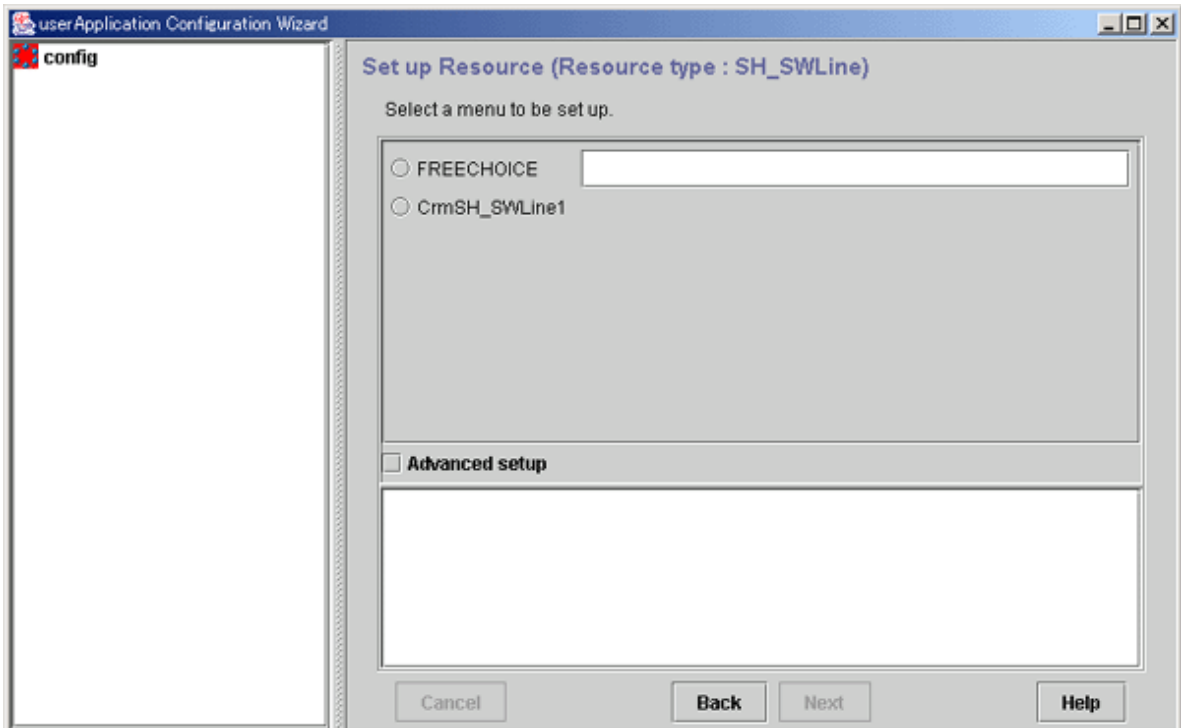 userApplication Configuration Wizard
config
Set up Resource (Resource type : SH_SWLine)
Select a menu to be set up.
FREECHOICE
CrmSH_SWLine1
Advanced setup
Cancel Back Next Help